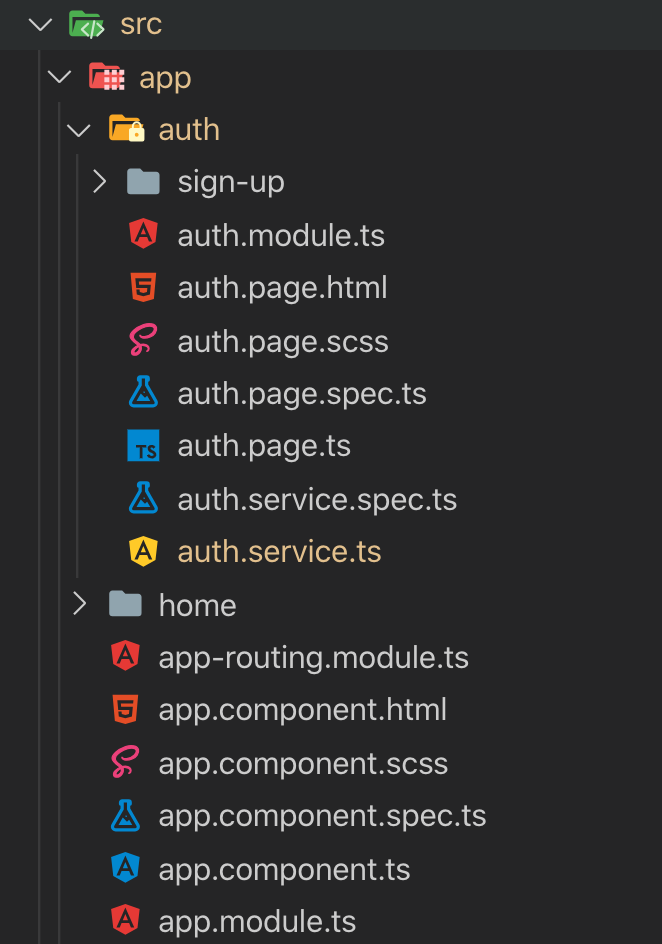 src
app
auth
sign-up
auth.module.ts
auth.page.html
auth.page.scss
auth.page.spec.ts
TS auth.page.ts
auth.service.spec.ts
auth.service.ts
home
app-routing.module.ts
app.component.html
app.component.scss
app.component.spec.ts
app.component.ts
app.module.ts